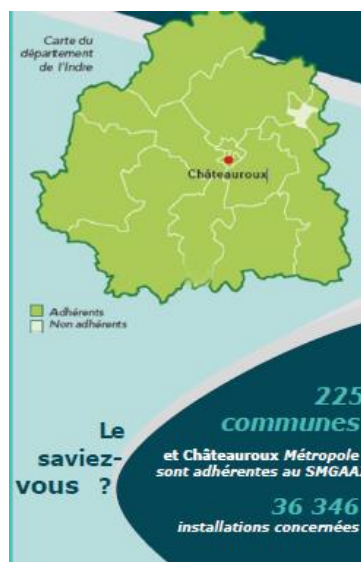 Carte du
département
de l'Indre
Châteauroux
Adhérents
Non adhérents
Le
saviez-
vous ?
225
communes
et Châteauroux Métropole
sont adhérentes au SMGAA.
36 346
installations concernées